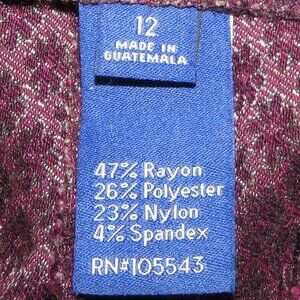 12
MADE IN
GUATEMALA
47% Rayon
26% Polyester
23% Nylon
4% Spandex
RN#105543